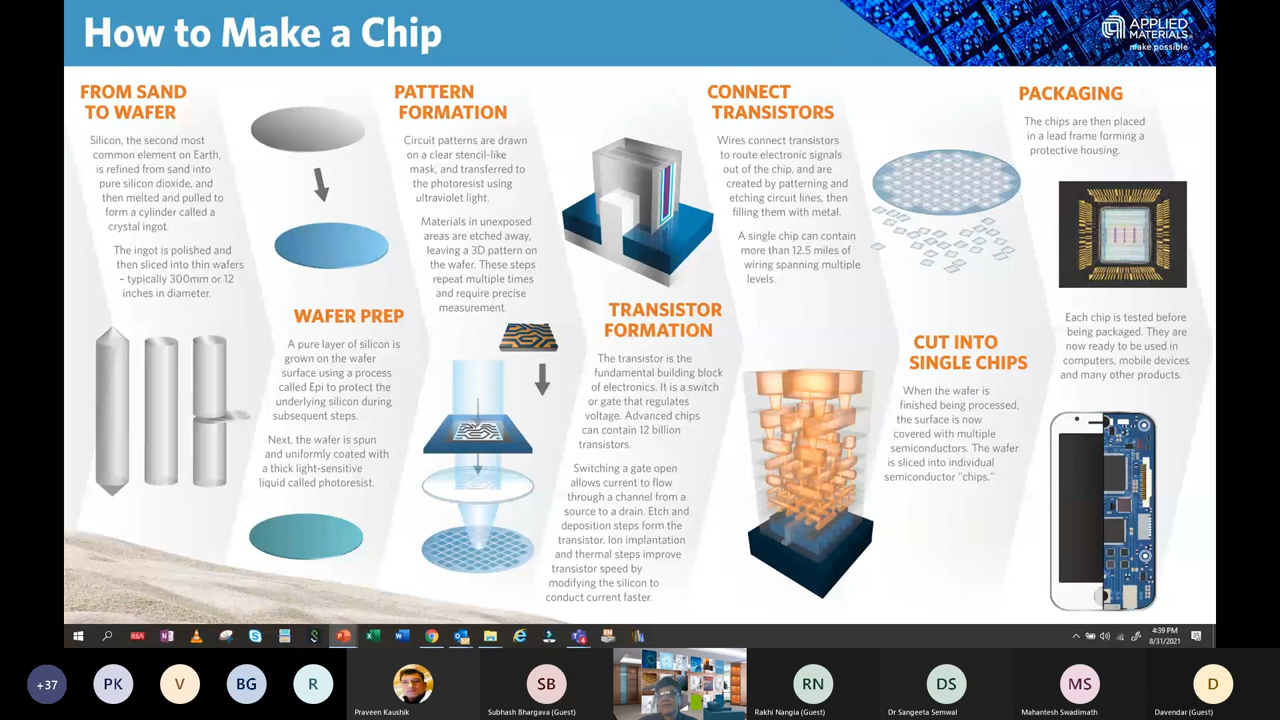 How to Make a Chip
APPLIED
MATERIALS
make possible
FROM SAND
TO WAFER
Silicon, the second most
common element on Earth,
is refined from sand into
pure silicon dioxide, and
then melted and pulled to
form a cylinder called a
crystal ingot.
The ingot is polished and
then sliced into thin wafers
– typically 300mm or 12
inches in diameter.
WAFER PREP
A pure layer of silicon is
grown on the wafer
surface using a process
called Epi to protect the
underlying silicon during
subsequent steps.
Next, the wafer is spun
and uniformly coated with
a thick light-sensitive
liquid called photoresist.
PATTERN
FORMATION
Circuit patterns are drawn
on a clear stencil-like
mask, and transferred to
the photoresist using
ultraviolet light.
Materials in unexposed
areas are etched away,
leaving a 3D pattern on
the wafer. These steps
repeat multiple times
and require precise
measurement.
TRANSISTOR
FORMATION
The transistor is the
fundamental building block
of electronics. It is a switch
or gate that regulates
voltage. Advanced chips
can contain 12 billion
transistors.
Switching a gate open
allows current to flow
through a channel from a
source to a drain. Etch and
deposition steps form the
transistor. Ion implantation
and thermal steps improve
transistor speed by
modifying the silicon to
conduct current faster.
CONNECT
TRANSISTORS
Wires connect transistors
to route electronic signals
out of the chip, and are
created by patterning and
etching circuit lines, then
filling them with metal.
A single chip can contain
more than 12.5 miles of
wiring spanning multiple
levels.
CUT INTO
SINGLE CHIPS
When the wafer is
finished being processed,
the surface is now
covered with multiple
semiconductors. The wafer
is sliced into individual
semiconductor "chips."
PACKAGING
The chips are then placed
in a lead frame forming a
protective housing.
Each chip is tested before
being packaged. They are
now ready to be used in
computers, mobile devices
and many other products.
RSA
4:39 PM
8/31/2021
+37
PK
V
BG
R
Praveen Kaushik
SB
Subhash Bhargava (Guest)
RN
Rakhi Nangia (Guest)
DS
Dr Sangeeta Semwal
MS
Mahantesh Swadimath
D
Davendar (Guest)